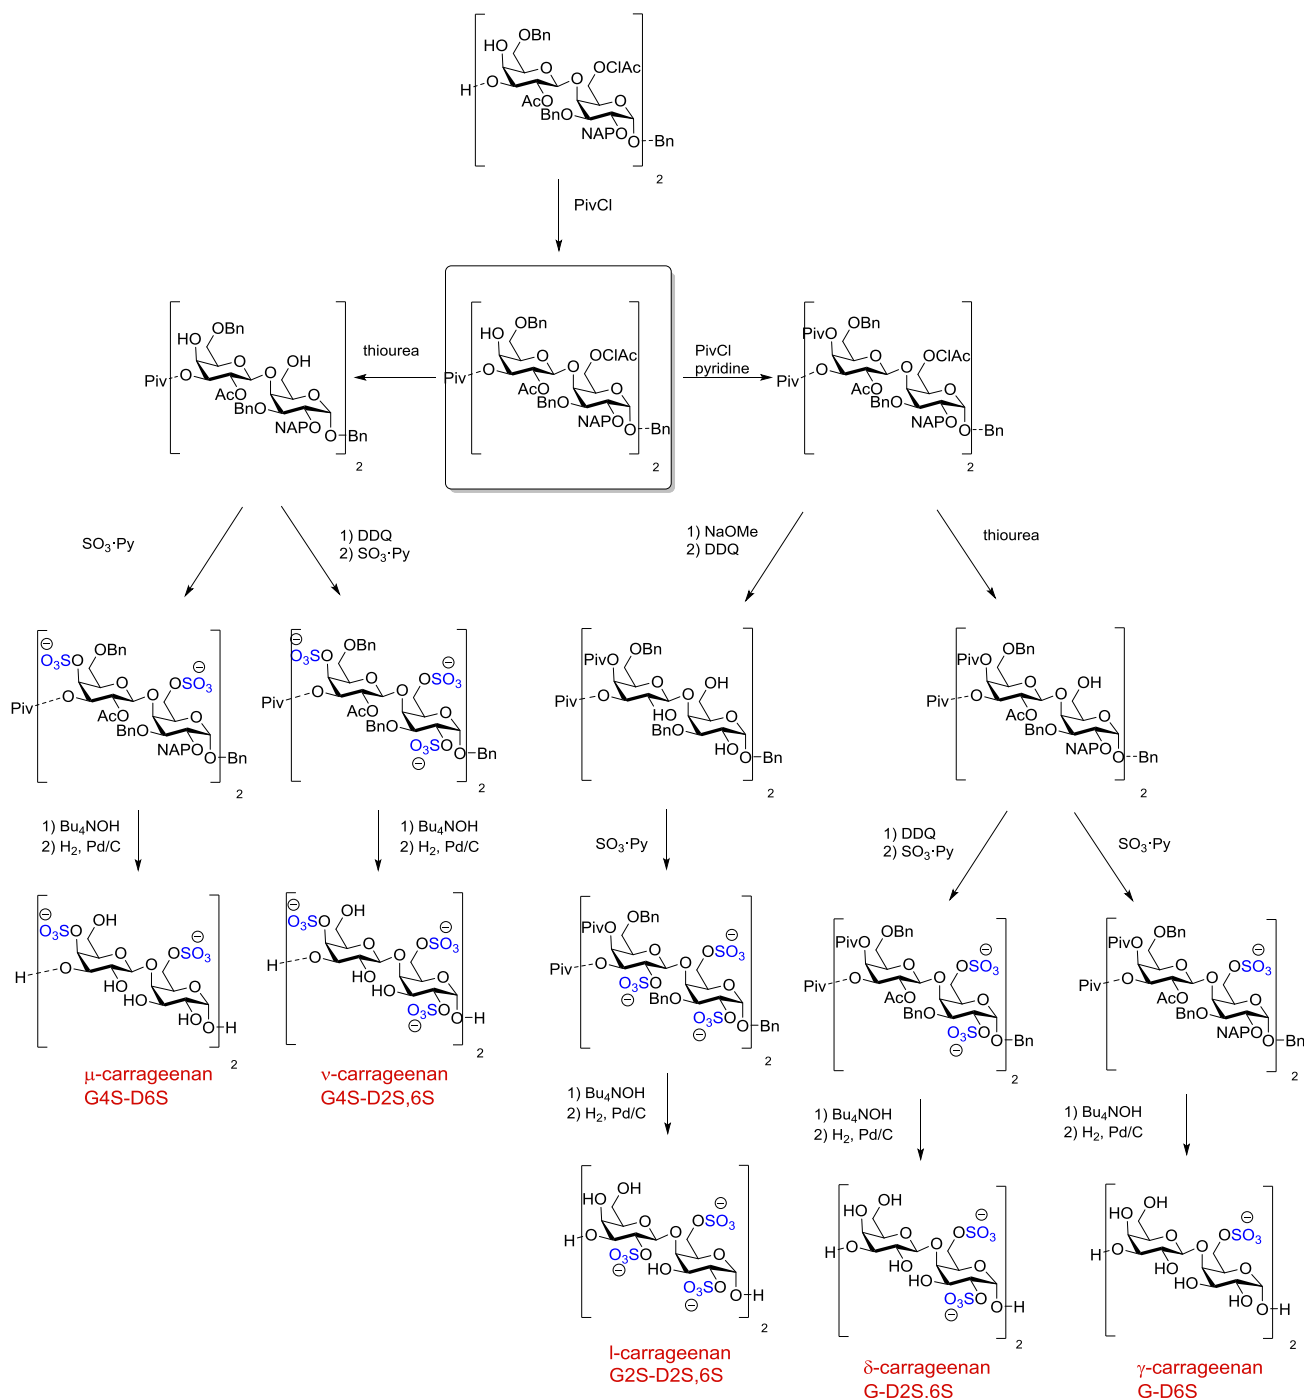 HO
OBn
OClAc
H
O
O
O
AcO
BnO
NAPO
O
Bn
2
PivCl
HO
OBn
HO
Piv
O
O
O
AcO
BnO
NAPO
O
Bn
2
thiourea
HO
OBn
OClAc
Piv
O
O
O
AcO
BnO
NAPO
O
Bn
2
PivCl
pyridine
PivO
OBn
OClAc
Piv
O
O
O
AcO
BnO
NAPO
O
Bn
2
SO3·Py
1) DDQ
2) SO3·Py
1) NaOMe
2) DDQ
thiourea
O3SO
OBn
OSO3
Piv
O
O
O
AcO
BnO
NAPO
O
Bn
2
O3SO
OBn
OSO3
Piv
O
O
O
AcO
BnO
O3SO
O
Bn
2
PivO
OBn
HO
Piv
O
O
O
HO
BnO
HO
O
Bn
2
PivO
OBn
HO
Piv
O
O
O
AcO
BnO
NAPO
O
Bn
2
1) Bu4NOH
2) H2, Pd/C
1) Bu4NOH
2) H2, Pd/C
SO3·Py
1) DDQ
2) SO3·Py
SO3·Py
O3SO
OH
OSO3
H
O
O
O
HO
HO
HO
O
H
2
μ-carrageenan
G4S-D6S
O3SO
OH
OSO3
H
O
O
O
HO
HO
O3SO
O
H
2
ν-carrageenan
G4S-D2S,6S
PivO
OBn
OSO3
Piv
O
O
O
O3SO
BnO
O3SO
O
Bn
2
PivO
OBn
OSO3
Piv
O
O
O
AcO
BnO
O3SO
O
Bn
2
PivO
OBn
OSO3
Piv
O
O
O
AcO
BnO
NAPO
O
Bn
2
1) Bu4NOH
2) H2, Pd/C
1) Bu4NOH
2) H2, Pd/C
1) Bu4NOH
2) H2, Pd/C
HO
OH
OSO3
H
O
O
O
O3SO
HO
O3SO
O
H
2
l-carrageenan
G2S-D2S,6S
HO
OH
OSO3
H
O
O
O
HO
HO
O3SO
O
H
2
δ-carrageenan
G-D2S,6S
HO
OH
OSO3
H
O
O
O
HO
HO
HO
O
H
2
γ-carrageenan
G-D6S